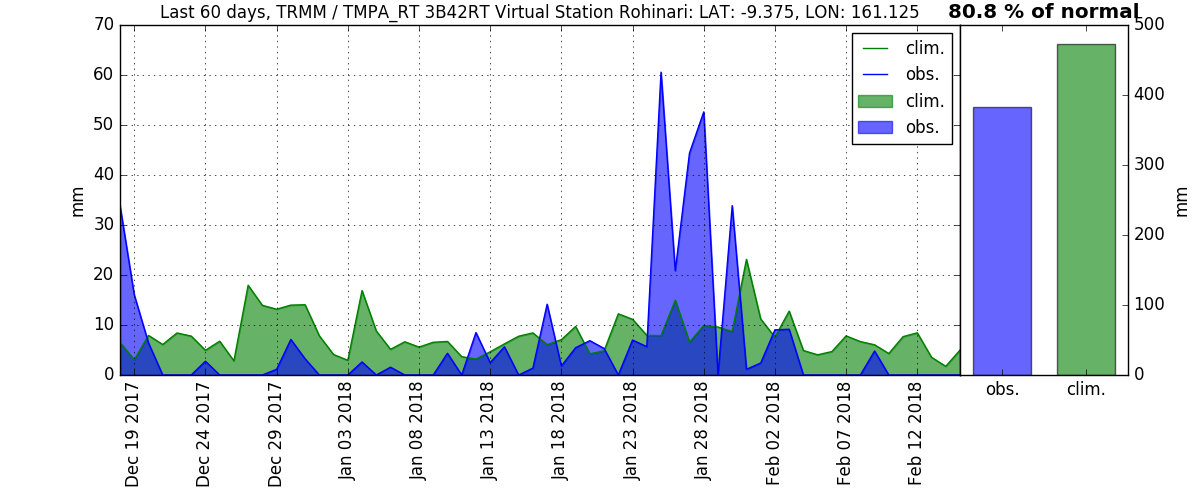 Last 60 days, TRMM / TMPA_RT 3B42RT Virtual Station Rohinari: LAT: -9.375, LON: 161.125
80.8 % of normal
70
60
50
40
30
20
10
0
mm
clim.
obs.
clim.
obs.
500
400
300
200
100
0
mm
Dec 19 2017
Dec 24 2017
Dec 29 2017
Jan 03 2018
Jan 08 2018
Jan 13 2018
Jan 18 2018
Jan 23 2018
Jan 28 2018
Feb 02 2018
Feb 07 2018
Feb 12 2018
obs.
clim.